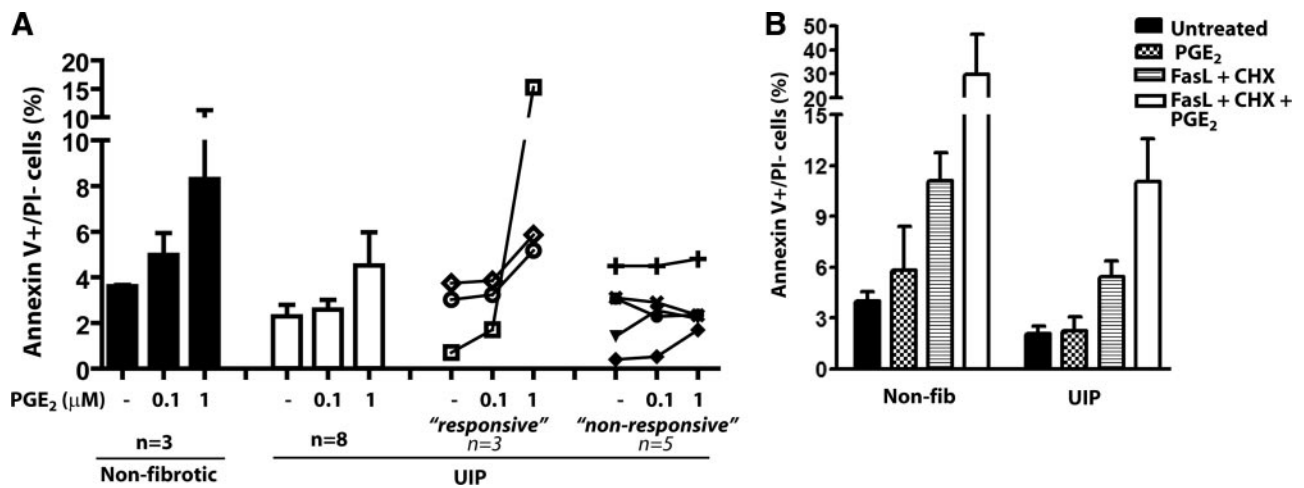 A
Annexin V+/PI- cells (%)
20
15
10
10
8
6
4
2
0
PGE₂ (μM) - 0.1 1 - 0.1 1 - 0.1 1 - 0.1 1
"responsive" "non-responsive"
n=3 n=8 n=3 n=5
Non-fibrotic UIP
B
Annexin V+/PI- cells (%)
50
40
30
20
15
12
9
6
3
0
Non-fib UIP
Untreated
PGE₂
FasL + CHX
FasL + CHX +
PGE₂